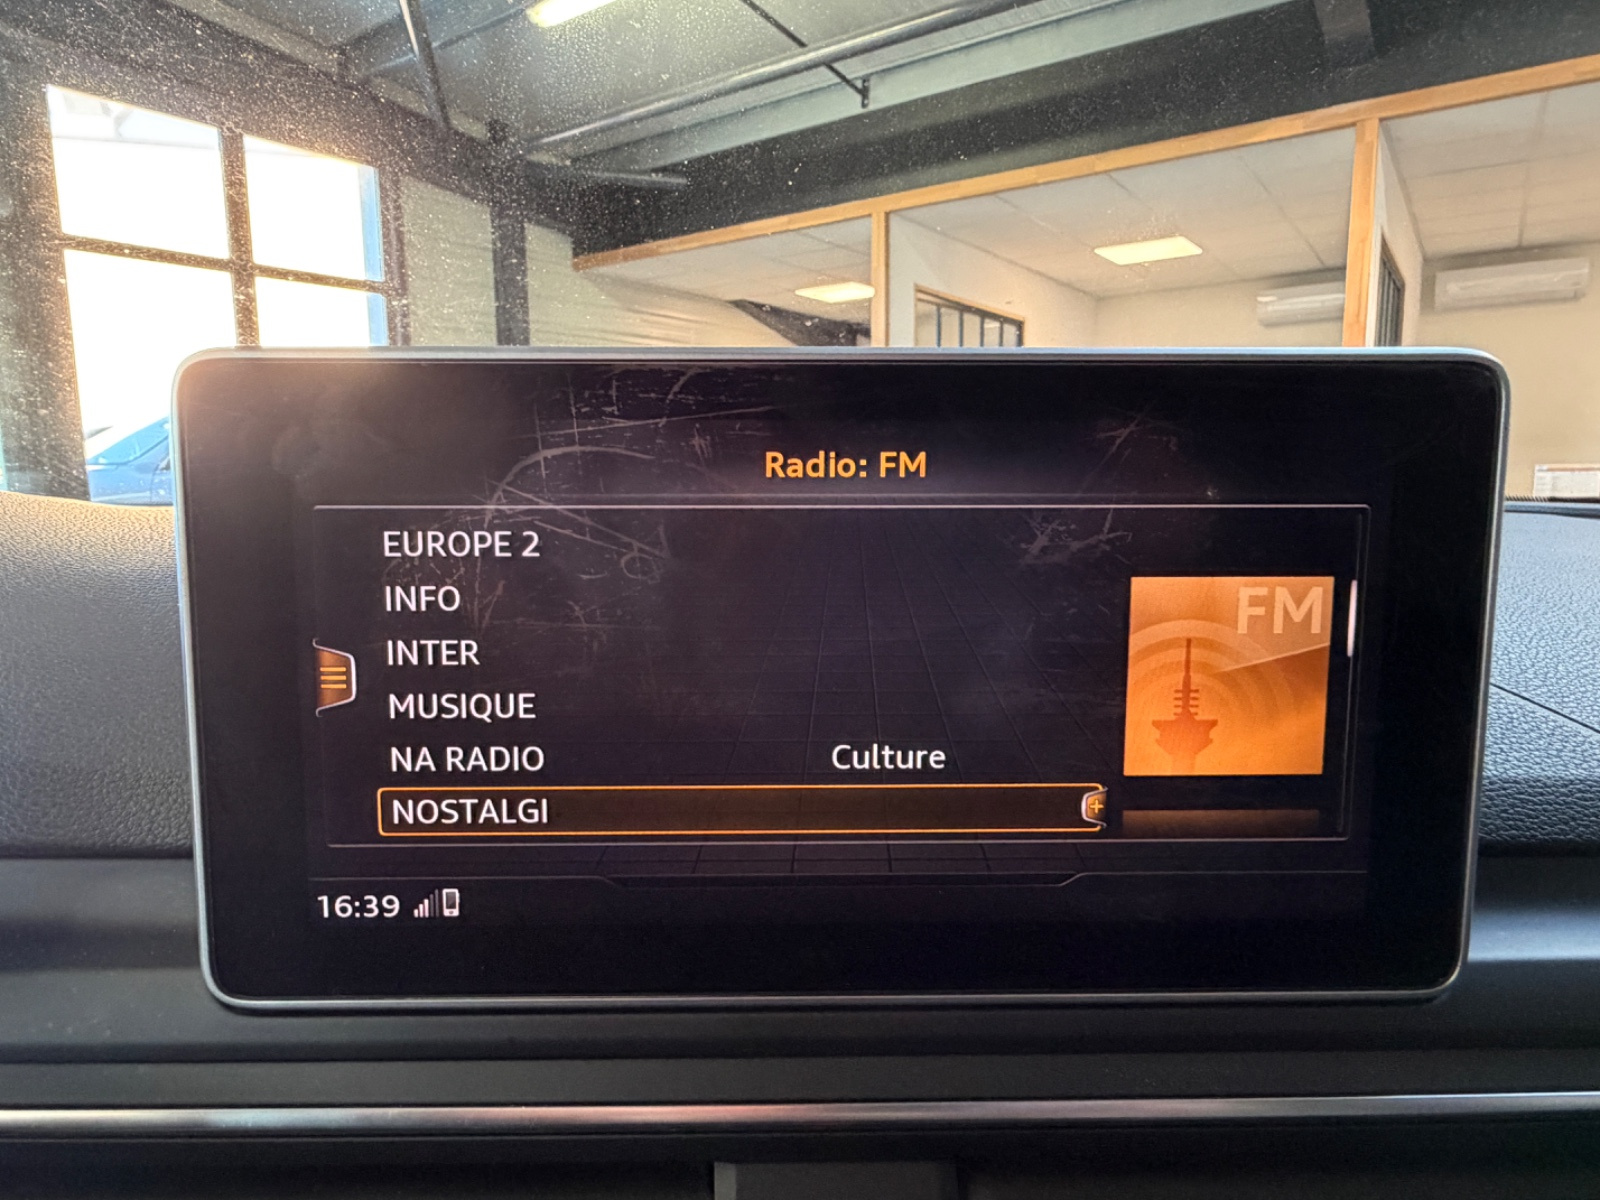 Radio: FM
EUROPE 2
INFO
INTER
MUSIQUE
NA RADIO Culture
NOSTALGI
FM
16:39